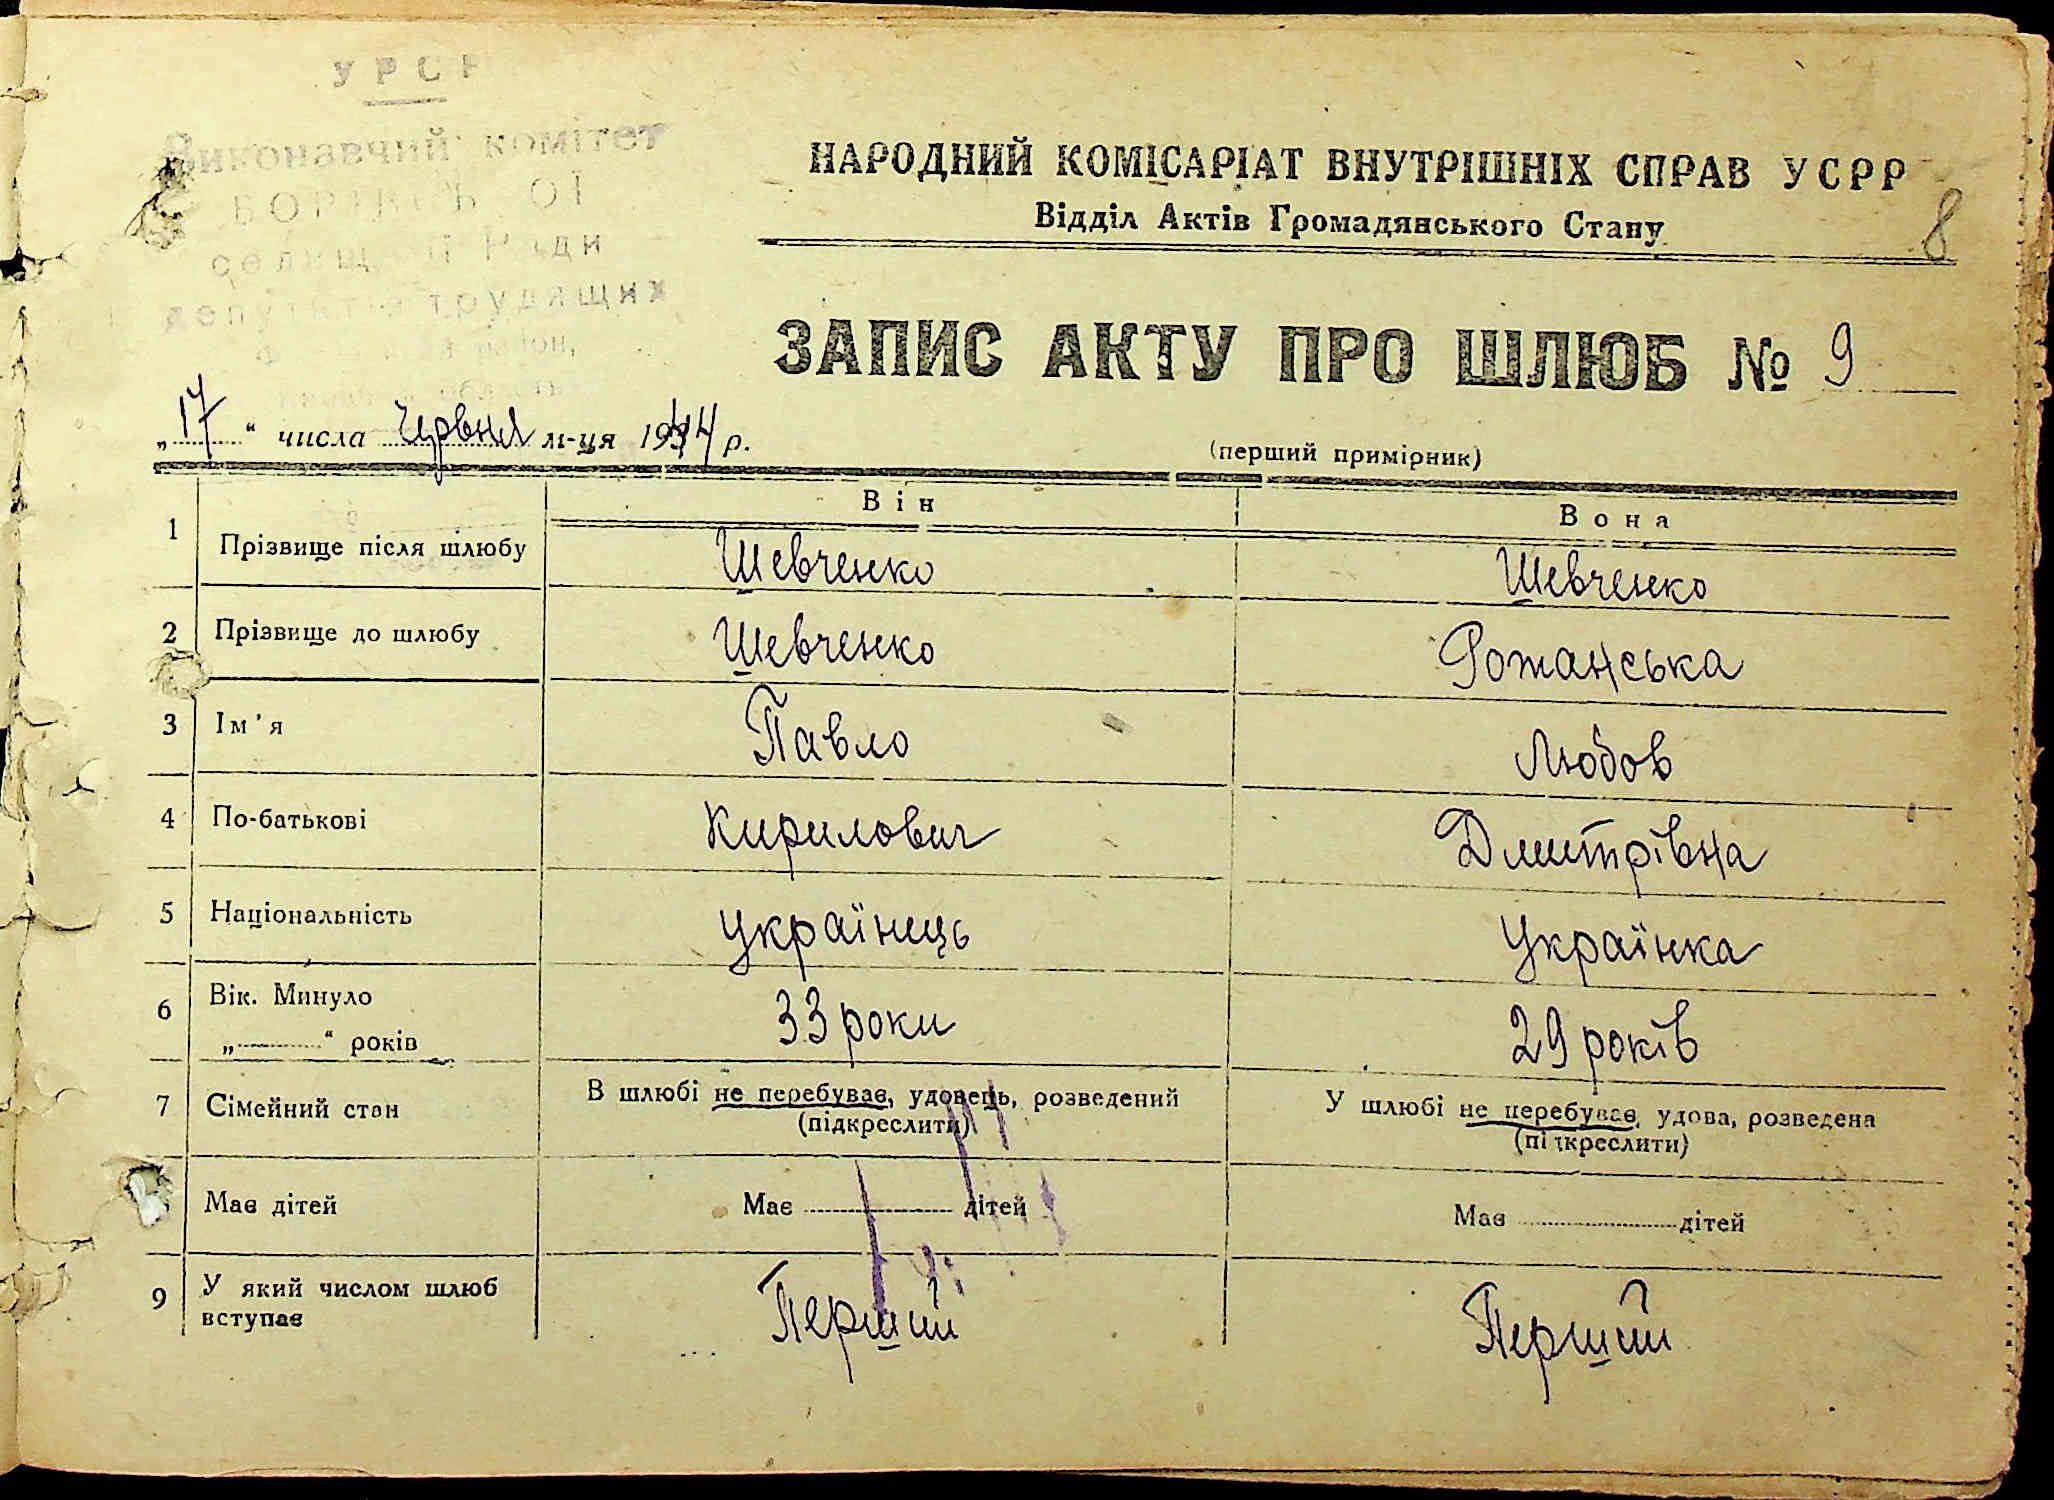 УРСР
Виконавчий комітет
селищної Ради
депутатів трудящих
район,
область
НАРОДНИЙ КОМІСАРІАТ ВНУТРІШНІХ СПРАВ УСРР
Відділ Актів Громадянського Стану
8
ЗАПИС АКТУ ПРО ШЛЮБ № 9
„17“ числа червня м-ця 1944 р.
(перший примірник)
Він Вона
1 Прізвище після шлюбу Шевченко Шевченко
2 Прізвище до шлюбу Шевченко Рожанська
3 Ім'я Павло Любов
4 По-батькові Кирилович Дмитрівна
5 Національність українець Українка
6 Вік. Минуло
„ “ років 33 роки 29 років
7 Сімейний стан В шлюбі не перебуває, удовець, розведений У шлюбі не перебуває, удова, розведена
(підкреслити) (підкреслити)
Має дітей Має дітей Має дітей
9 У який числом шлюб
вступає Перший Перший